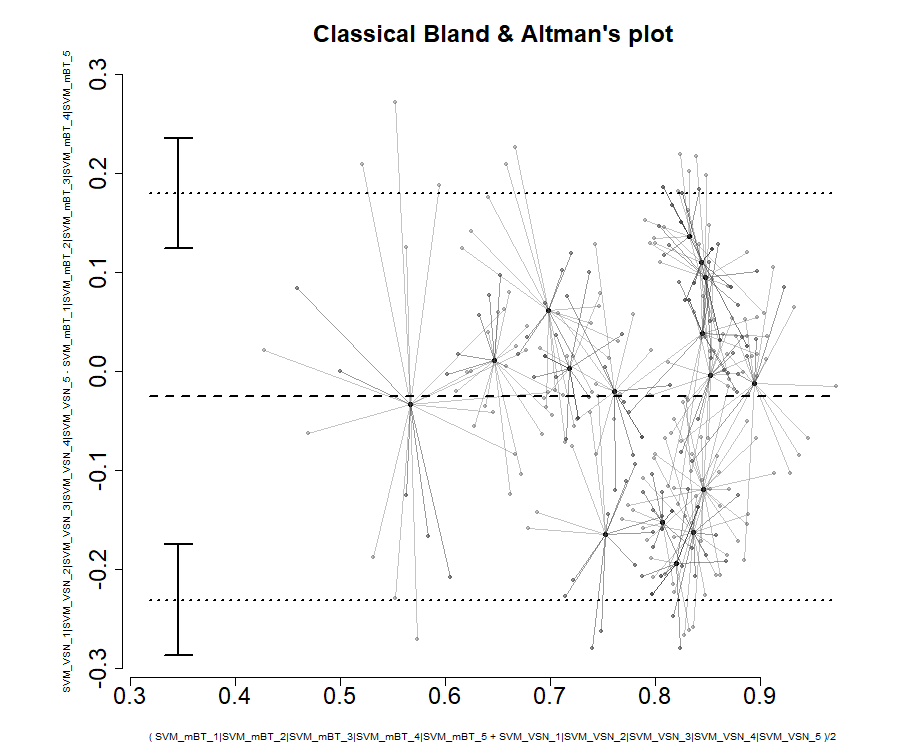 Classical Bland & Altman's plot
SVM_VSN_1|SVM_VSN_2|SVM_VSN_3|SVM_VSN_4|SVM_VSN_5 - SVM_mBT_1|SVM_mBT_2|SVM_mBT_3|SVM_mBT_4|SVM_mBT_5
0.3
0.2
0.1
0.0
-0.1
-0.2
-0.3
0.3 0.4 0.5 0.6 0.7 0.8 0.9
( SVM_mBT_1|SVM_mBT_2|SVM_mBT_3|SVM_mBT_4|SVM_mBT_5 + SVM_VSN_1|SVM_VSN_2|SVM_VSN_3|SVM_VSN_4|SVM_VSN_5 )/2